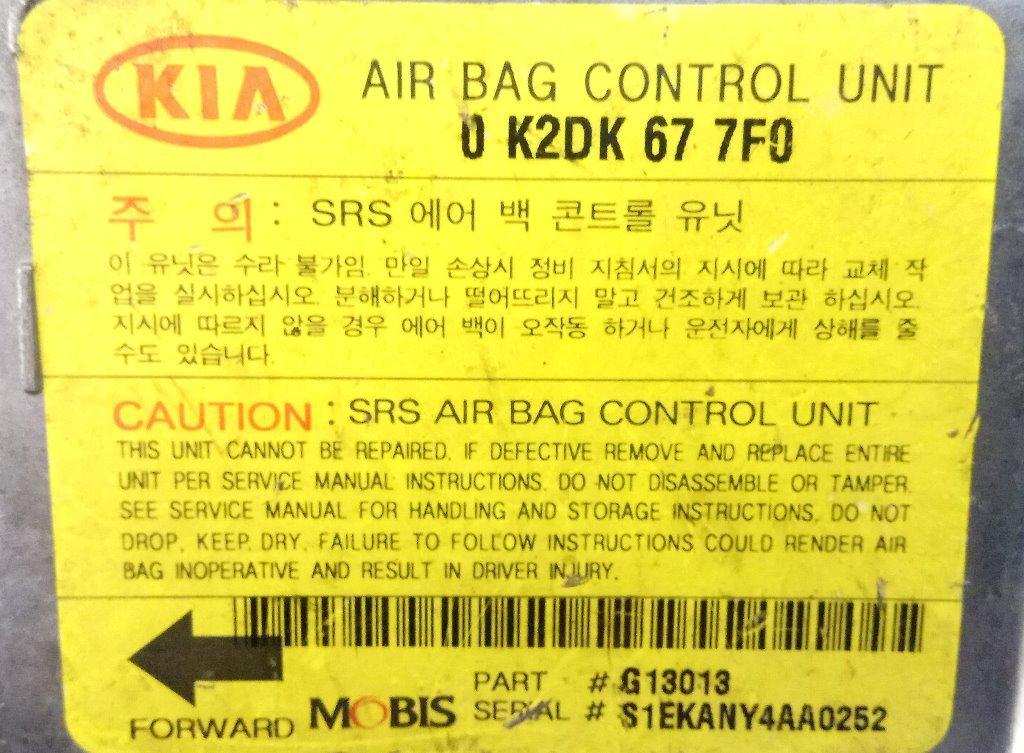 KIA
AIR BAG CONTROL UNIT
0 K2DK 67 7F0
주 의 : SRS 에어 백 콘트롤 유닛
이 유닛은 수라 불가임. 만일 손상시 정비 지침서의 지시에 따라 교체 작
업을 실시하십시오. 분해하거나 떨어뜨리지 말고 건조하게 보관 하십시오.
지시에 따르지 않을 경우 에어 백이 오작동 하거나 운전자에게 상해를 줄
수도 있습니다.
CAUTION : SRS AIR BAG CONTROL UNIT
THIS UNIT CANNOT BE REPAIRED. IF DEFECTIVE REMOVE AND REPLACE ENTIRE
UNIT PER SERVICE MANUAL INSTRUCTIONS. DO NOT DISASSEMBLE OR TAMPER.
SEE SERVICE MANUAL FOR HANDLING AND STORAGE INSTRUCTIONS. DO NOT
DROP. KEEP. DRY. FAILURE TO FOLLOW INSTRUCTIONS COULD RENDER AIR
BAG INOPERATIVE AND RESULT IN DRIVER INJURY.
PART # G13013
FORWARD MOBIS SERIAL # S1EKANY4AA0252